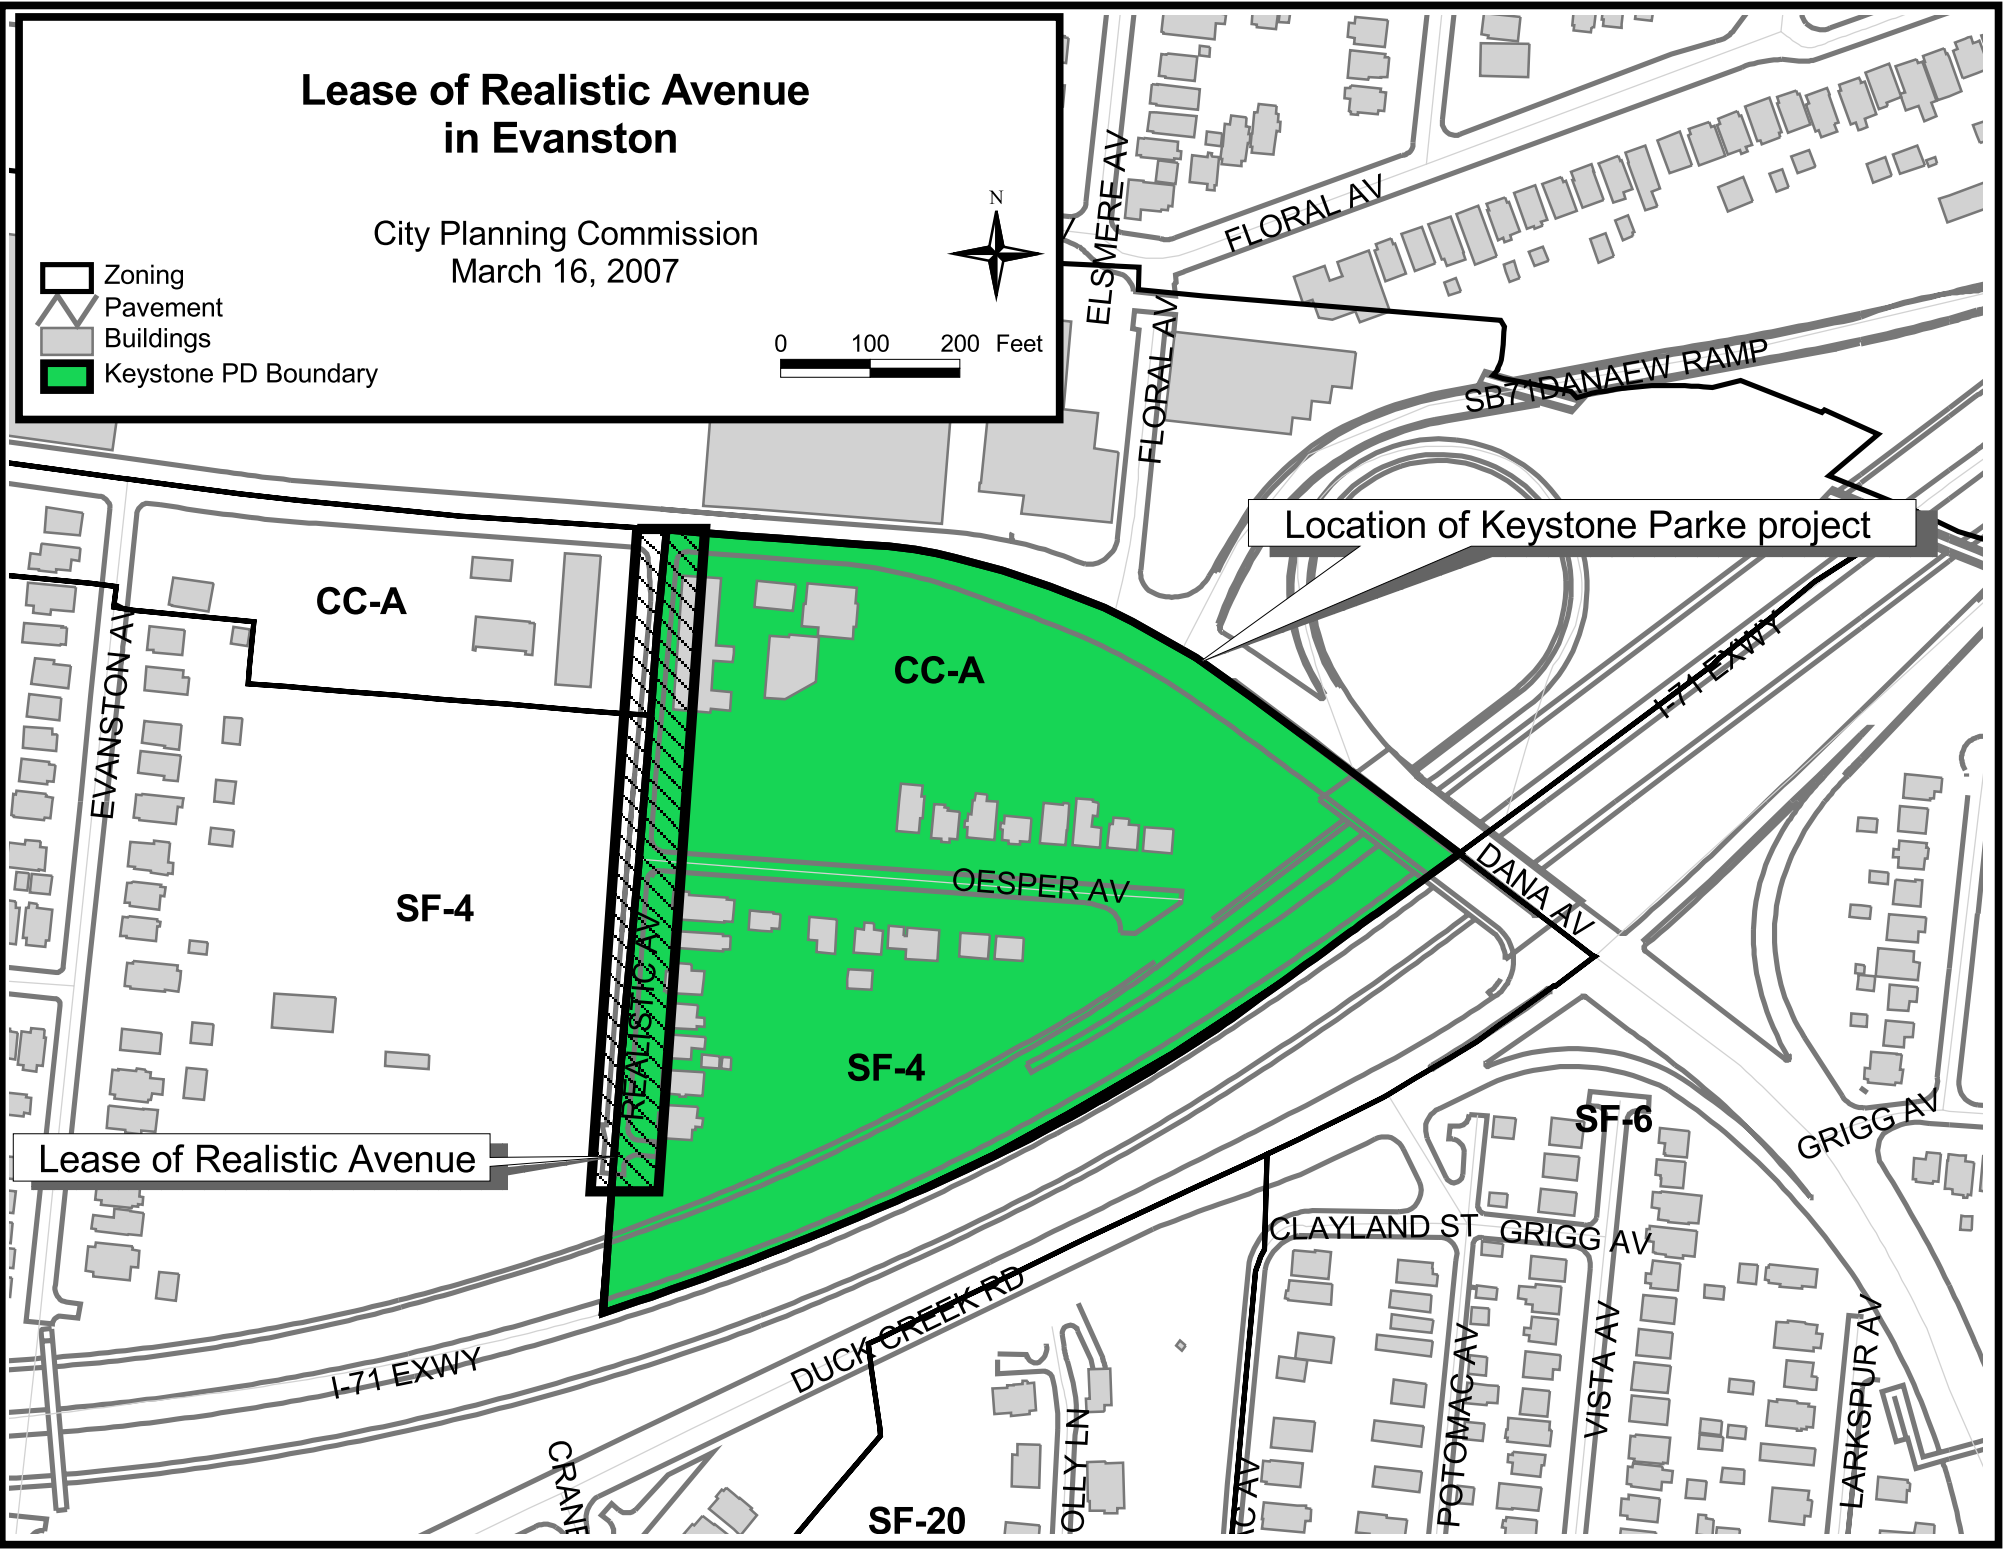 Lease of Realistic Avenue
in Evanston
City Planning Commission
March 16, 2007
N
Zoning
Pavement
Buildings
Keystone PD Boundary
0 100 200 Feet
ELSMERE AV
FLORAL AV
FLORAL AV
SB71DANAEW RAMP
Location of Keystone Parke project
CC-A
CC-A
I-71 EXWY
EVANSTON AV
OESPER AV
DANA AV
SF-4
REALISTIC AV
SF-4
SF-6
GRIGG AV
Lease of Realistic Avenue
CLAYLAND ST
GRIGG AV
DUCK CREEK RD
I-71 EXWY
POTOMAC AV
VISTA AV
LARKSPUR AV
CRANE
OLLY LN
C AV
SF-20